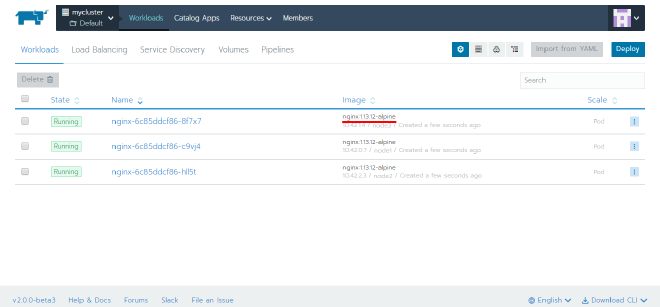 mycluster
Default
Workloads Catalog Apps Resources Members
Workloads Load Balancing Service Discovery Volumes Pipelines Import from YAML Deploy
Delete Search
State Name Image Scale
Running nginx-6c85ddcf86-8f7x7 nginx:1.13.12-alpine Pod
10.42.1.4 / node3 / Created a few seconds ago
Running nginx-6c85ddcf86-c9vj4 nginx:1.13.12-alpine Pod
10.42.0.7 / node1 / Created a few seconds ago
Running nginx-6c85ddcf86-hll5t nginx:1.13.12-alpine Pod
10.42.2.3 / node2 / Created a few seconds ago
v2.0.0-beta3 Help & Docs Forums Slack File an Issue English Download CLI